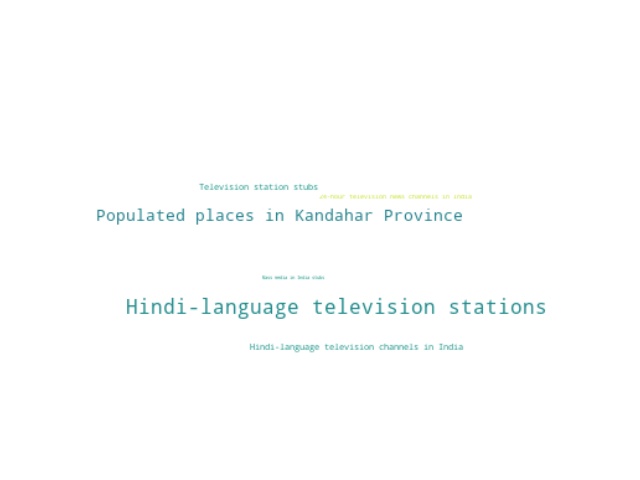 Television station stubs
24-hour television news channels in India
Populated places in Kandahar Province
Mass media in India stubs
Hindi-language television stations
Hindi-language television channels in India